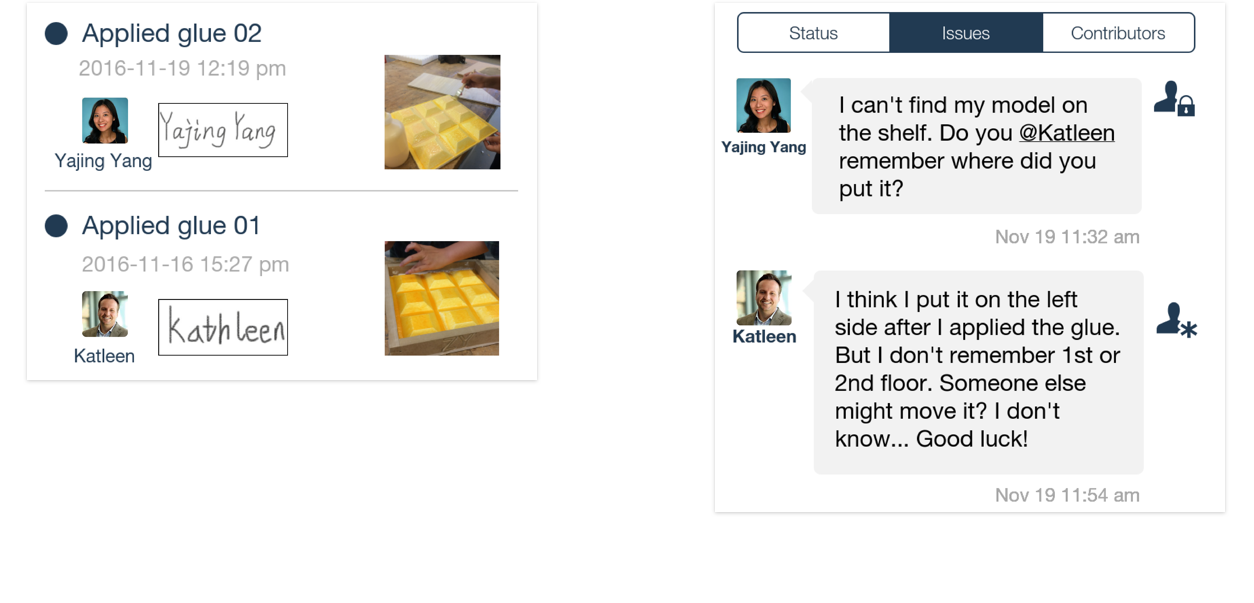 Applied glue 02
2016-11-19 12:19 pm
Yajing Yang
Yajing Yang
Applied glue 01
2016-11-16 15:27 pm
Kathleen
Katleen
Status Issues Contributors
I can't find my model on
the shelf. Do you @Katleen
remember where did you
put it?
Yajing Yang
Nov 19 11:32 am
I think I put it on the left
side after I applied the glue.
But I don't remember 1st or
2nd floor. Someone else
might move it? I don't
know... Good luck!
Katleen
Nov 19 11:54 am